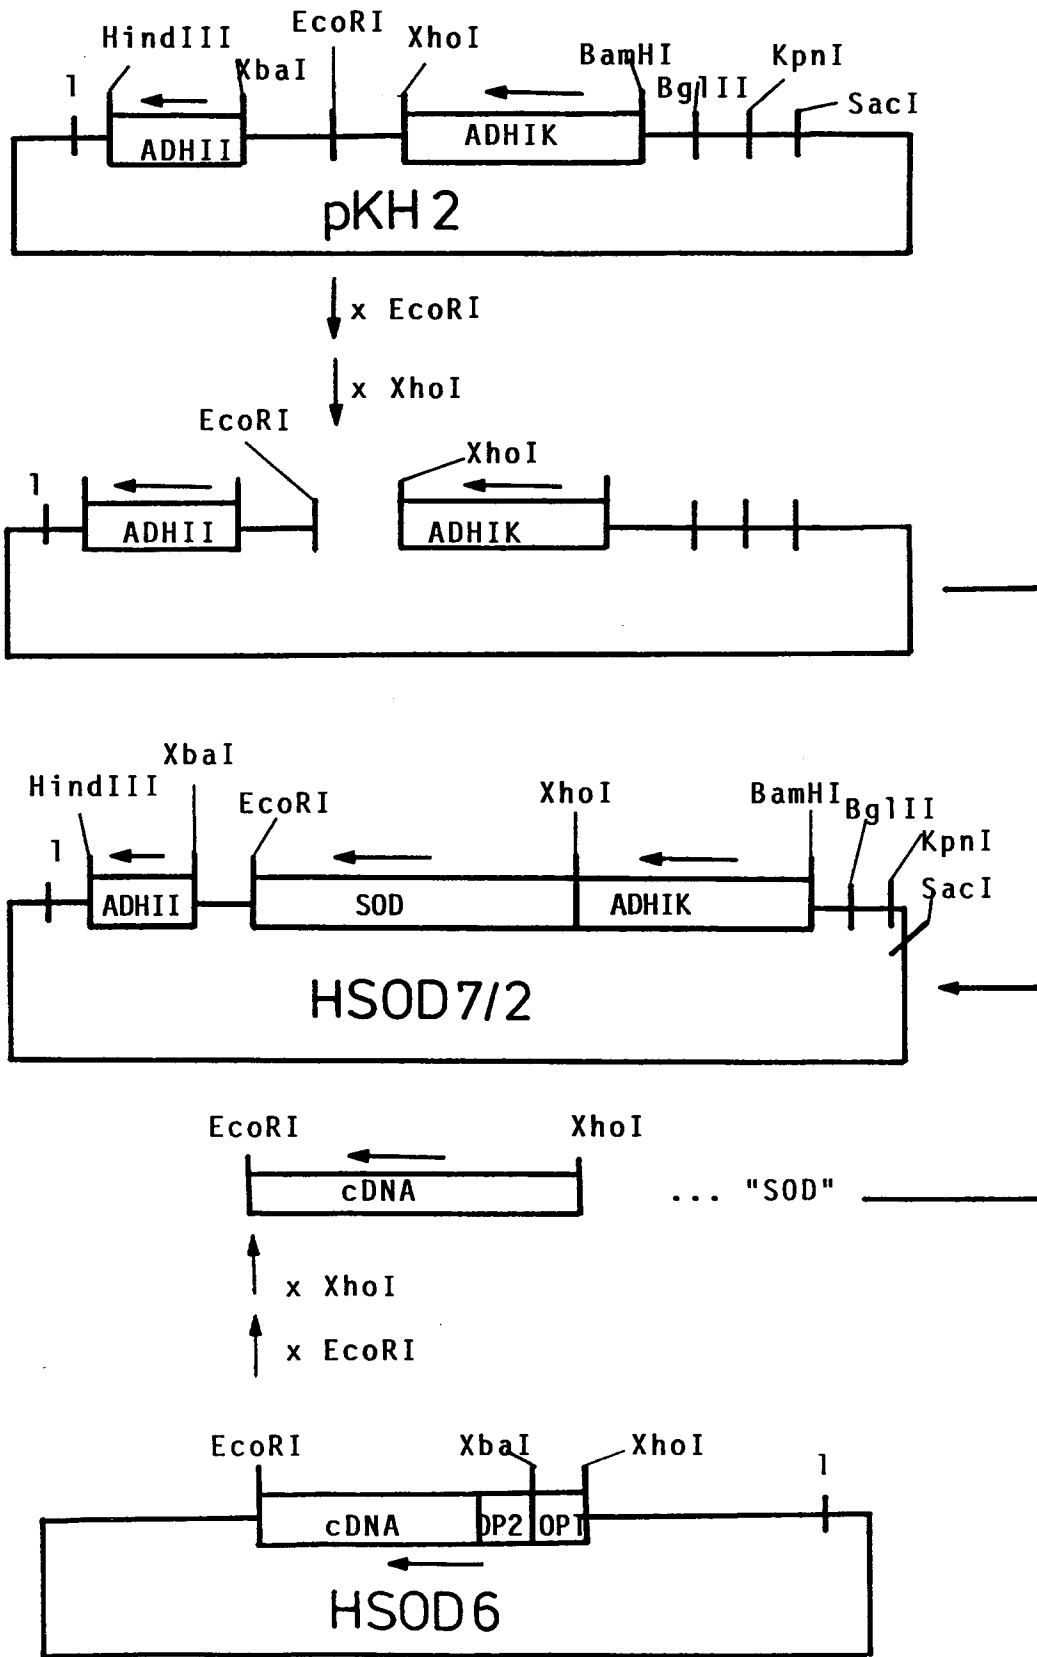 HindIII
XbaI
EcoRI
XhoI
BamHI
BglII
KpnI
SacI
1
ADHII
ADHIK
pKH2
x EcoRI
x XhoI
EcoRI
XhoI
1
ADHII
ADHIK
HindIII
XbaI
EcoRI
XhoI
BamHI
BglII
KpnI
SacI
1
ADHII
SOD
ADHIK
HSOD7/2
EcoRI
XhoI
cDNA
... "SOD"
x XhoI
x EcoRI
EcoRI
XbaI
XhoI
1
cDNA
OP2
OP1
HSOD6